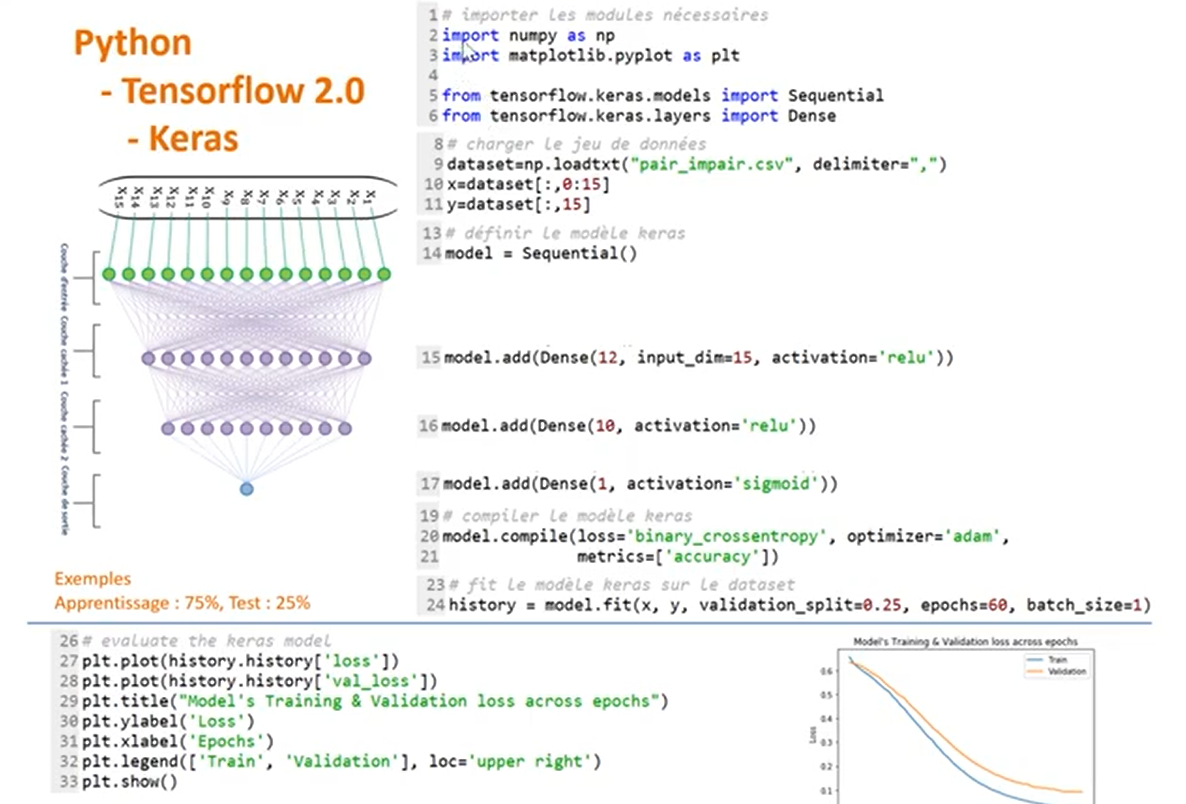 Python
- Tensorflow 2.0
- Keras
X15 X14 X13 X12 X11 X10 X9 X8 X7 X6 X5 X4 X3 X2 X1
Couche d'entrée
Couche cachée 1
Couche cachée 2
Couche de sortie
Exemples
Apprentissage : 75%, Test : 25%
1 # importer les modules nécessaires
2 import numpy as np
3 import matplotlib.pyplot as plt
4
5 from tensorflow.keras.models import Sequential
6 from tensorflow.keras.layers import Dense
8 # charger le jeu de données
9 dataset=np.loadtxt("pair_impair.csv", delimiter=",")
10 x=dataset[:,0:15]
11 y=dataset[:,15]
13 # définir le modèle keras
14 model = Sequential()
15 model.add(Dense(12, input_dim=15, activation='relu'))
16 model.add(Dense(10, activation='relu'))
17 model.add(Dense(1, activation='sigmoid'))
19 # compiler le modèle keras
20 model.compile(loss='binary_crossentropy', optimizer='adam',
21 metrics=['accuracy'])
23 # fit le modèle keras sur le dataset
24 history = model.fit(x, y, validation_split=0.25, epochs=60, batch_size=1)
26 # evaluate the keras model
27 plt.plot(history.history['loss'])
28 plt.plot(history.history['val_loss'])
29 plt.title("Model's Training & Validation loss across epochs")
30 plt.ylabel('Loss')
31 plt.xlabel('Epochs')
32 plt.legend(['Train', 'Validation'], loc='upper right')
33 plt.show()
Model's Training & Validation loss across epochs
Train
Validation
0.6
0.5
0.4
0.3
0.2
0.1
Loss